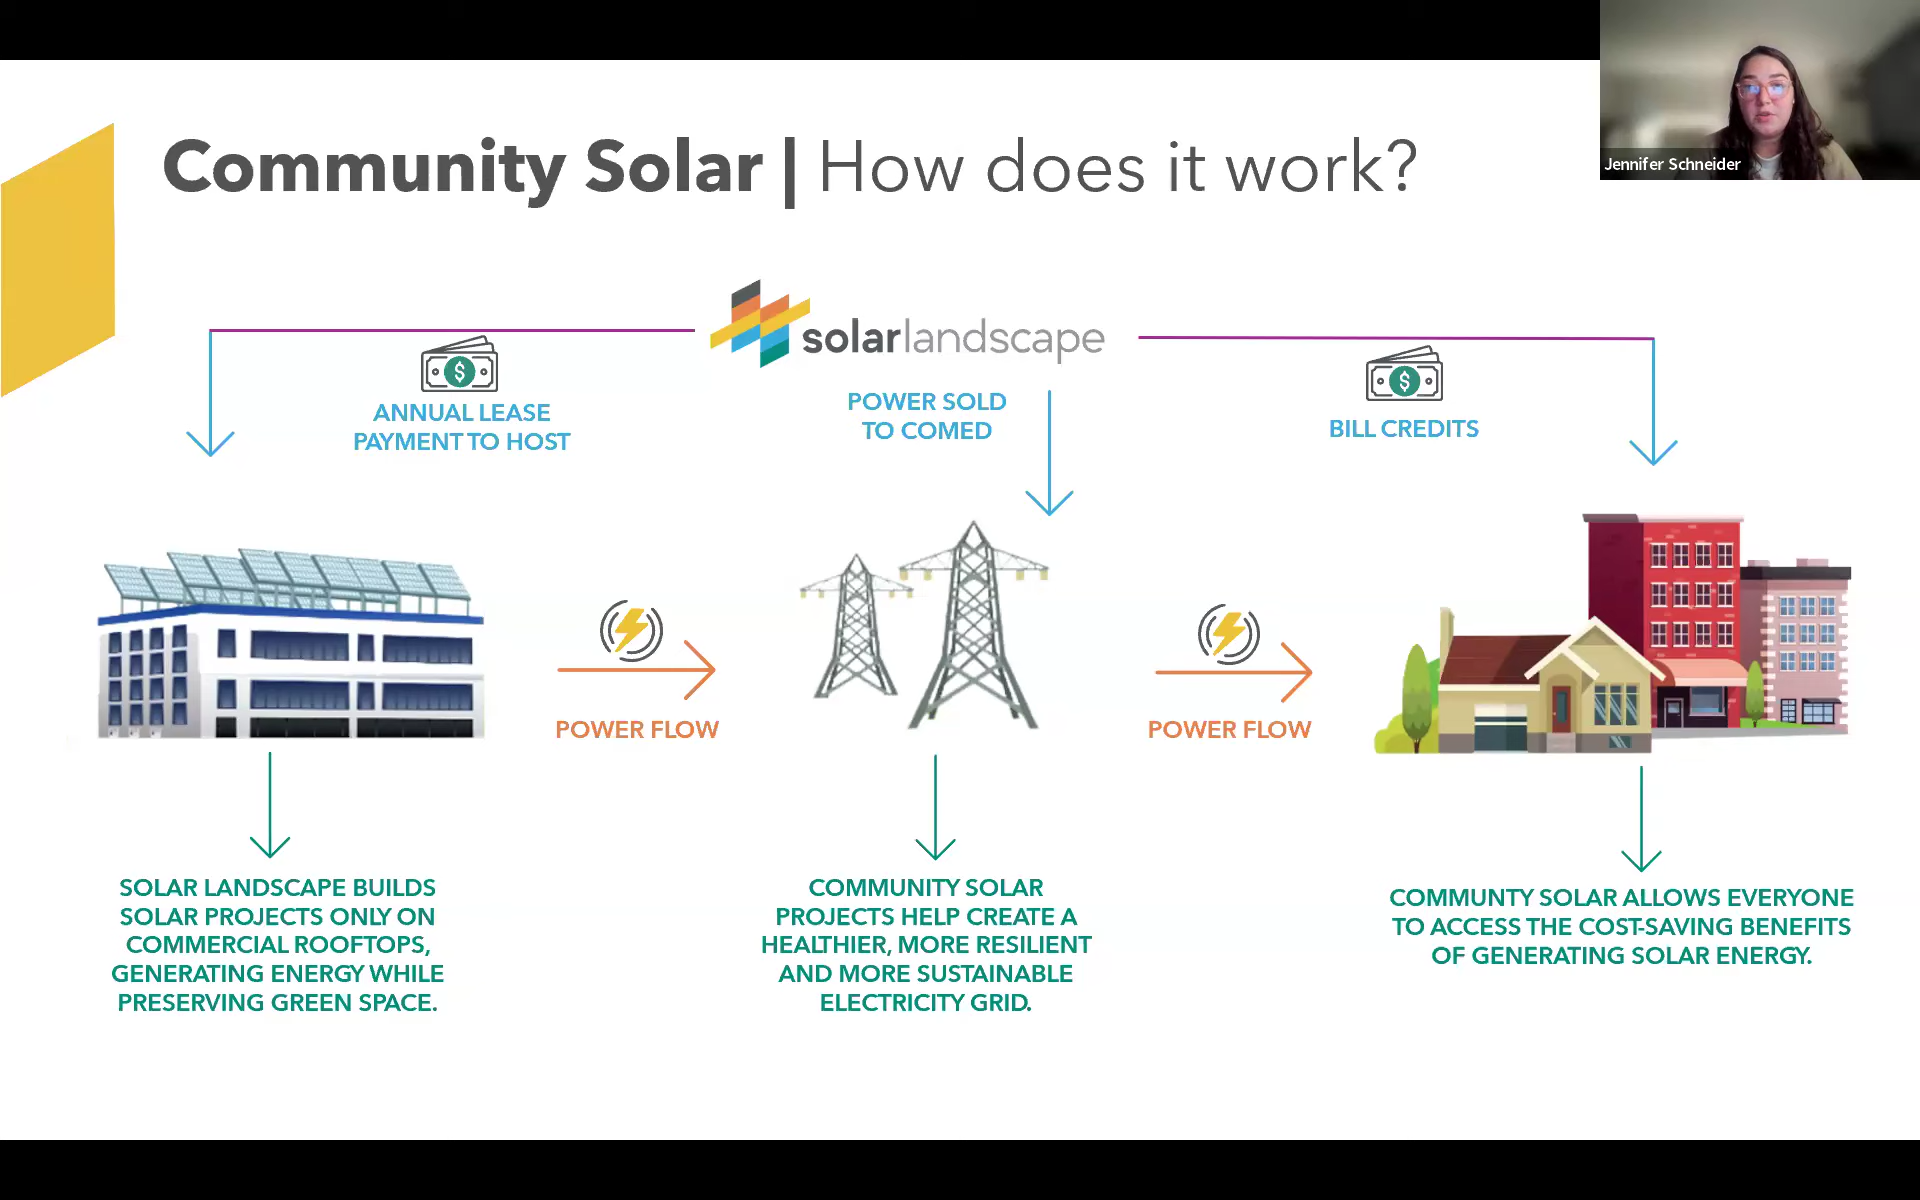 Jennifer Schneider
Community Solar | How does it work?
solarlandscape
ANNUAL LEASE
PAYMENT TO HOST
POWER SOLD
TO COMED
BILL CREDITS
POWER FLOW
POWER FLOW
SOLAR LANDSCAPE BUILDS
SOLAR PROJECTS ONLY ON
COMMERCIAL ROOFTOPS,
GENERATING ENERGY WHILE
PRESERVING GREEN SPACE.
COMMUNITY SOLAR
PROJECTS HELP CREATE A
HEALTHIER, MORE RESILIENT
AND MORE SUSTAINABLE
ELECTRICITY GRID.
COMMUNTY SOLAR ALLOWS EVERYONE
TO ACCESS THE COST-SAVING BENEFITS
OF GENERATING SOLAR ENERGY.